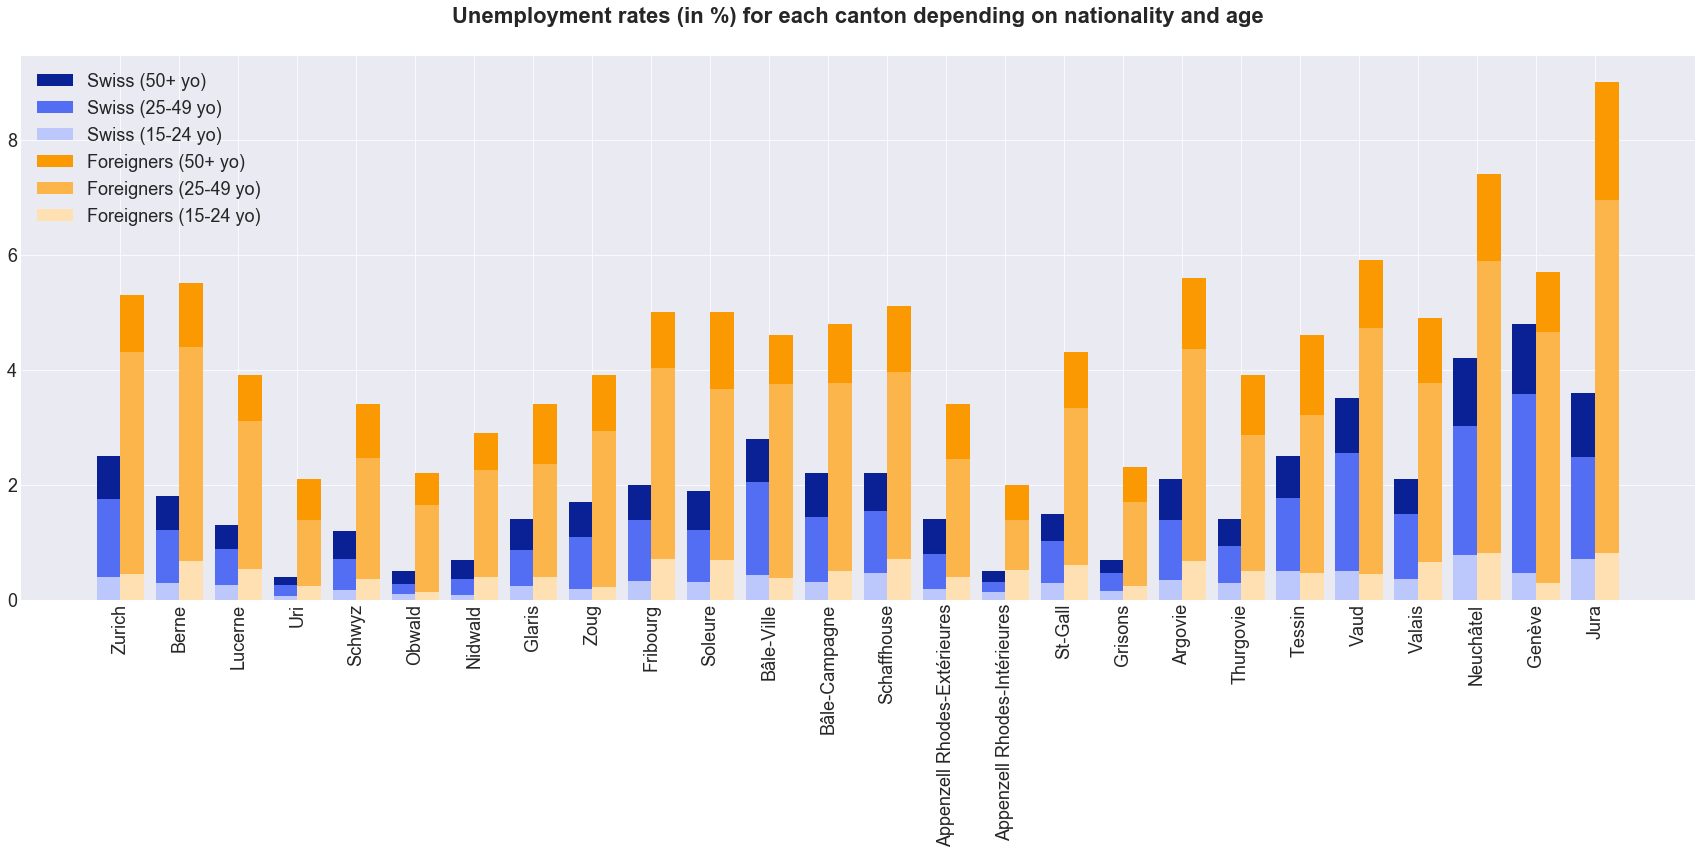 Unemployment rates (in %) for each canton depending on nationality and age
Swiss (50+ yo)
Swiss (25-49 yo)
Swiss (15-24 yo)
Foreigners (50+ yo)
Foreigners (25-49 yo)
Foreigners (15-24 yo)
8
6
4
2
0
Zurich
Berne
Lucerne
Uri
Schwyz
Obwald
Nidwald
Glaris
Zoug
Fribourg
Soleure
Bâle-Ville
Bâle-Campagne
Schaffhouse
Appenzell Rhodes-Extérieures
Appenzell Rhodes-Intérieures
St-Gall
Grisons
Argovie
Thurgovie
Tessin
Vaud
Valais
Neuchâtel
Genève
Jura